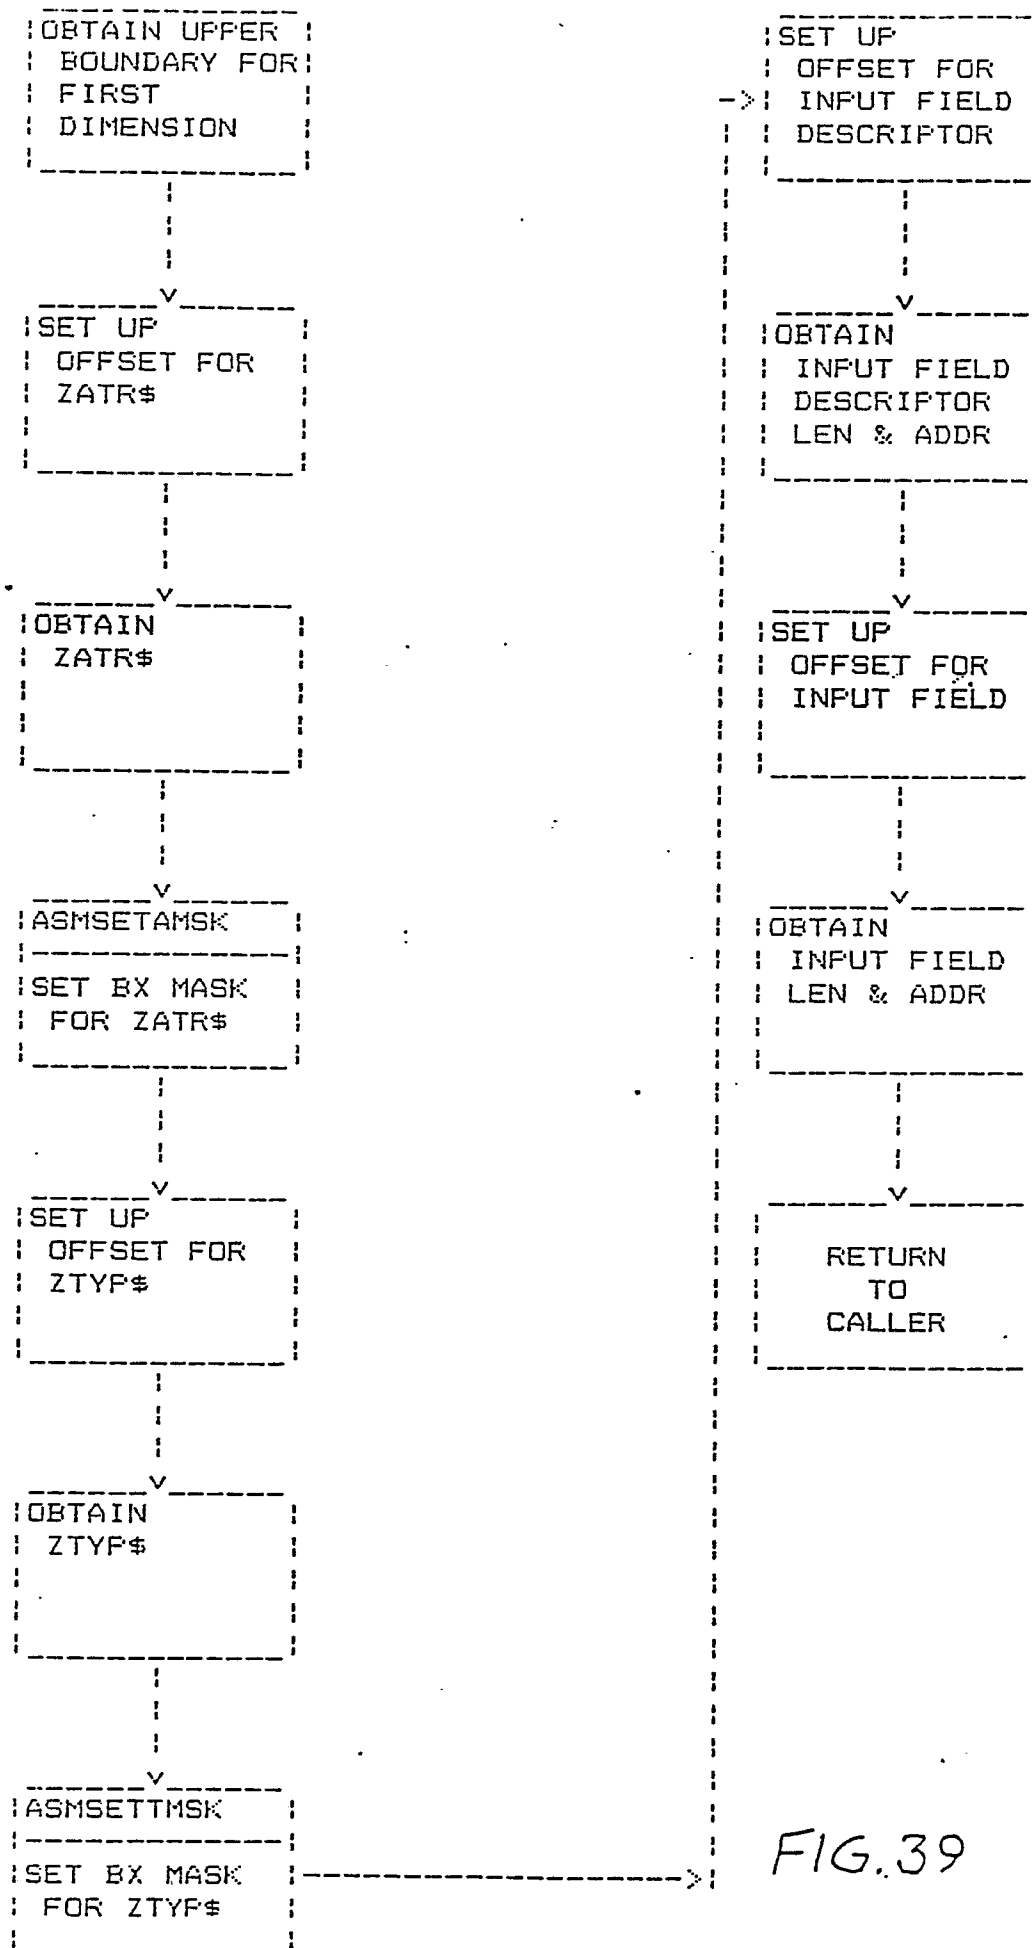 OBTAIN UPPER
BOUNDARY FOR
FIRST
DIMENSION
SET UP
OFFSET FOR
ZATR$
OBTAIN
ZATR$
ASMSETAMSK
SET BX MASK
FOR ZATR$
SET UP
OFFSET FOR
ZTYP$
OBTAIN
ZTYP$
ASMSETTMSK
SET BX MASK
FOR ZTYP$
SET UP
OFFSET FOR
INPUT FIELD
DESCRIPTOR
OBTAIN
INPUT FIELD
DESCRIPTOR
LEN & ADDR
SET UP
OFFSET FOR
INPUT FIELD
OBTAIN
INPUT FIELD
LEN & ADDR
RETURN
TO
CALLER
FIG.39